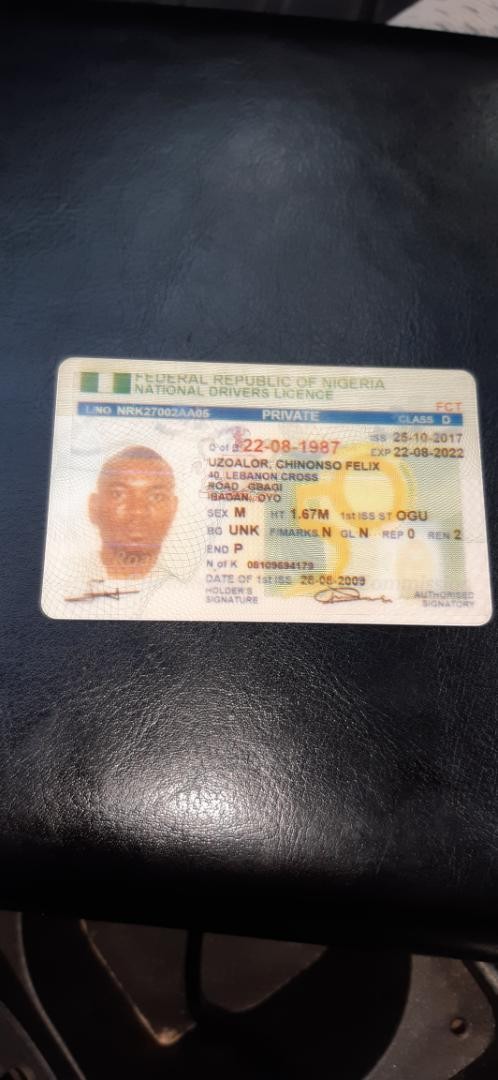 FEDERAL REPUBLIC OF NIGERIA
NATIONAL DRIVERS LICENCE
FCT
L/NO NRK27002AA05 PRIVATE CLASS D
D of B 22-08-1987 ISS 25-10-2017
EXP 22-08-2022
UZOALOR, CHINONSO FELIX
40, LEBANON CROSS
ROAD, GBAGI
IBADAN, OYO
SEX M HT 1.67M 1st ISS ST OGU
BG UNK F/MARKS N GL N REP 0 REN 2
END P
N of K 08109694179
DATE OF 1st ISS 28-08-2009
HOLDER'S
SIGNATURE
AUTHORISED
SIGNATORY